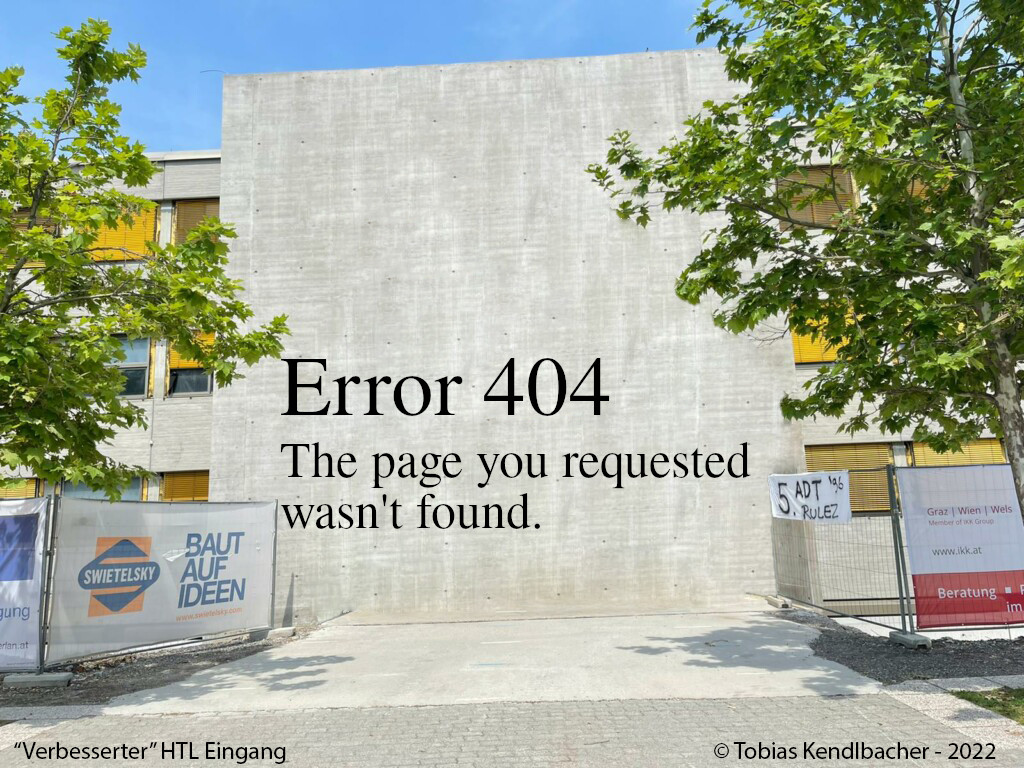 Error 404
The page you requested
wasn't found.
SWIETELSKY
BAUT
AUF
IDEEN
www.swietelsky.com
5. ADT '96
RULEZ
Graz | Wien | Wels
Member of IKK Group
www.ikk.at
Beratung
im
gung
erlan.at
"Verbesserter" HTL Eingang
© Tobias Kendlbacher - 2022